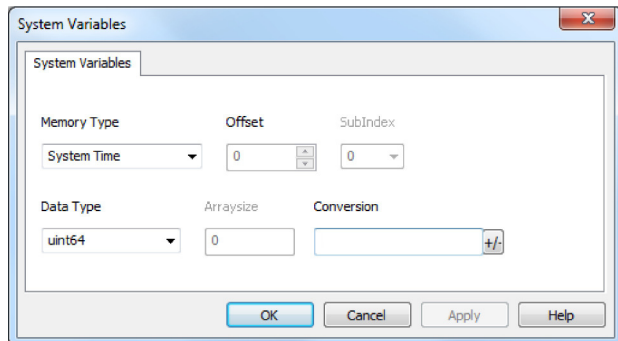 System Variables
System Variables
Memory Type Offset SubIndex
System Time 0 0
Data Type Arraysize Conversion
uint64 0 +/-
OK Cancel Apply Help